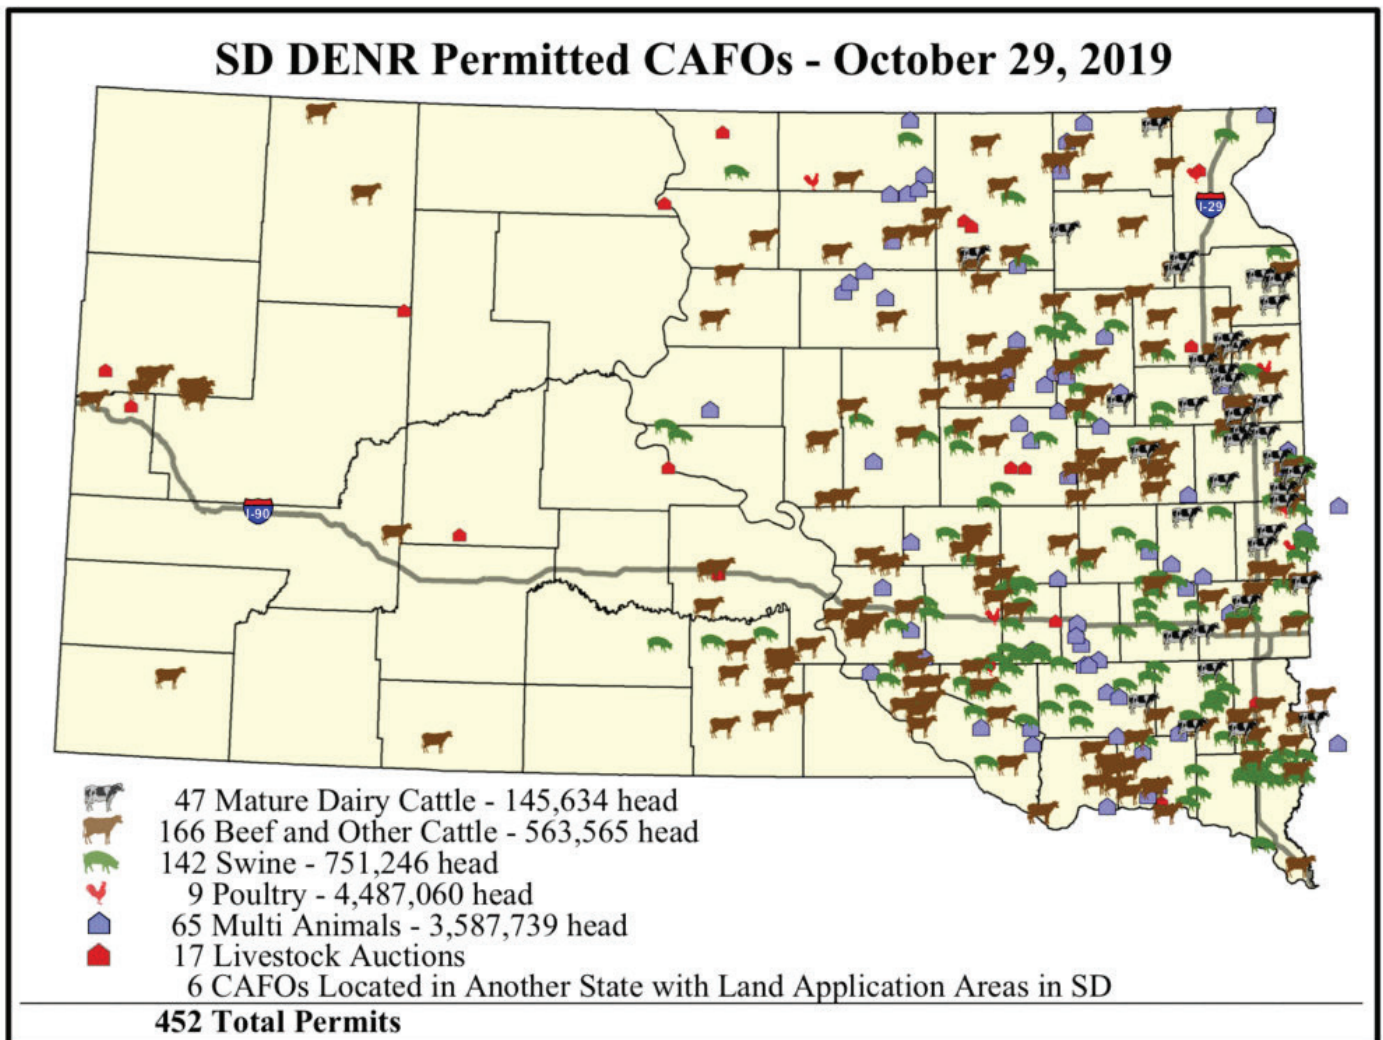 SD DENR Permitted CAFOs - October 29, 2019
I-29
I-90
47 Mature Dairy Cattle - 145,634 head
166 Beef and Other Cattle - 563,565 head
142 Swine - 751,246 head
9 Poultry - 4,487,060 head
65 Multi Animals - 3,587,739 head
17 Livestock Auctions
6 CAFOs Located in Another State with Land Application Areas in SD
452 Total Permits